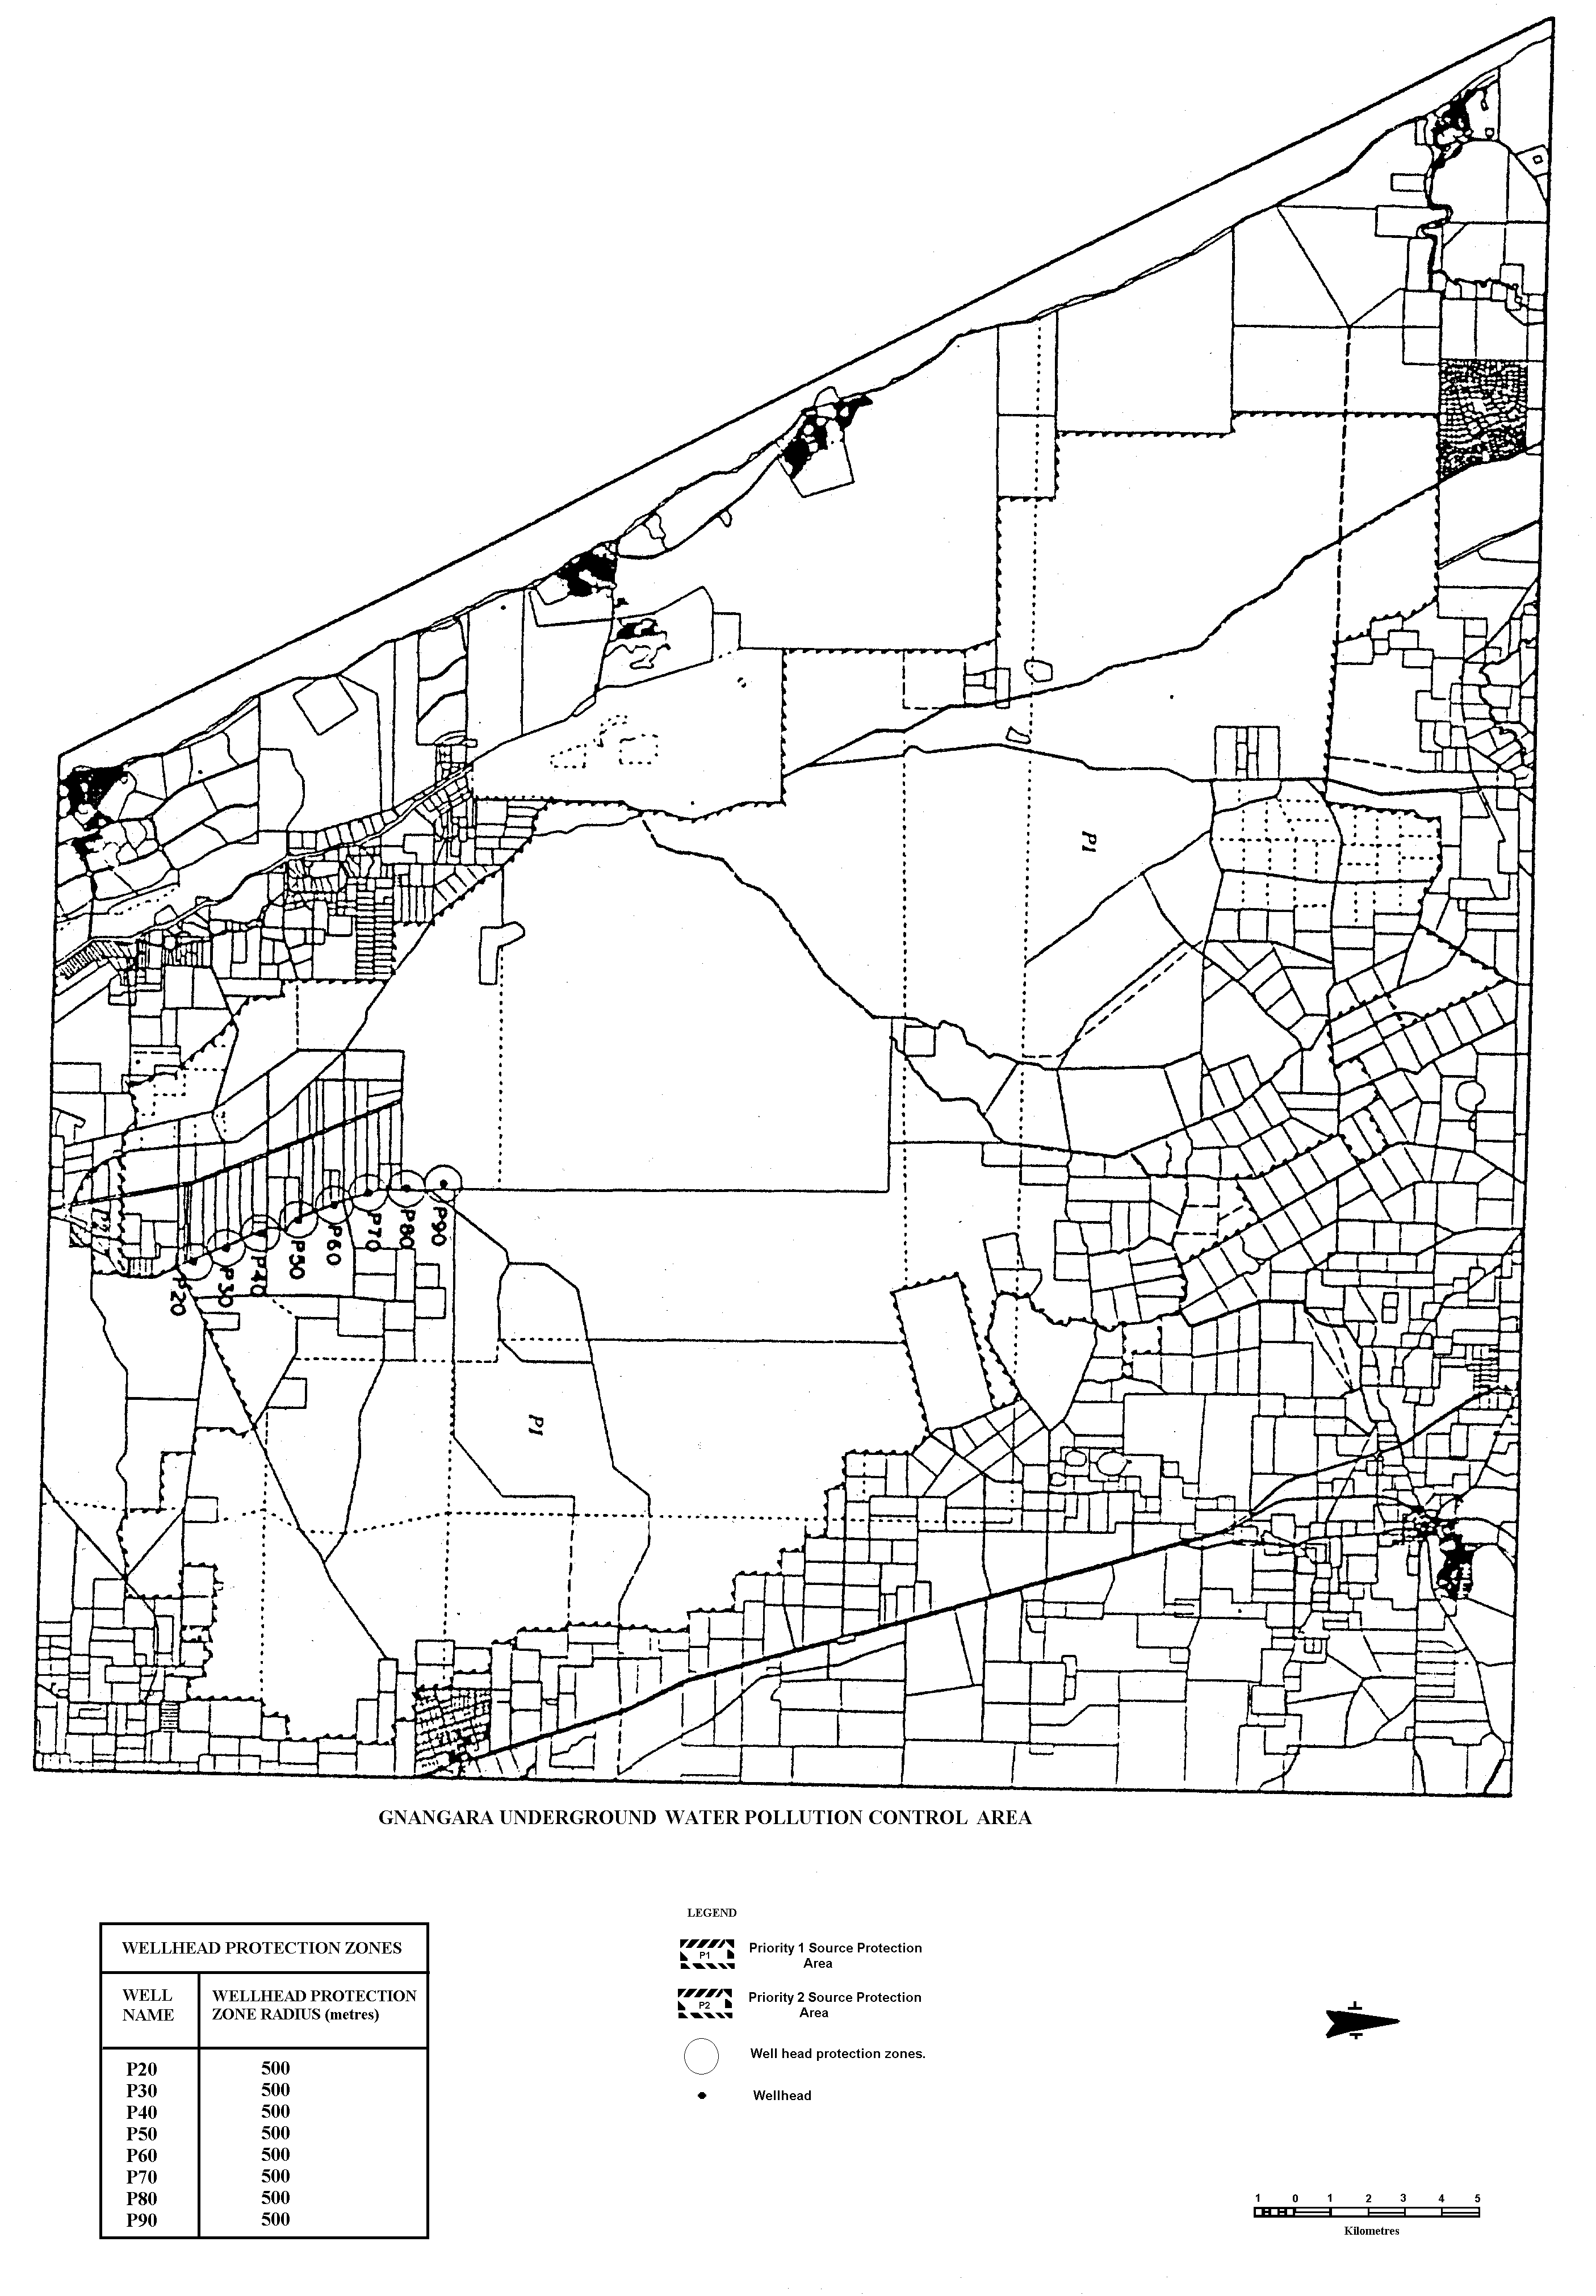 P1
P2
P90
P80
P70
P60
P50
P40
P30
P20
P1
GNANGARA UNDERGROUND WATER POLLUTION CONTROL AREA
WELLHEAD PROTECTION ZONES
WELL NAME
WELLHEAD PROTECTION ZONE RADIUS (metres)
P20 500
P30 500
P40 500
P50 500
P60 500
P70 500
P80 500
P90 500
LEGEND
P1 Priority 1 Source Protection
Area
P2 Priority 2 Source Protection
Area
Well head protection zones.
Wellhead
1 0 1 2 3 4 5
Kilometres